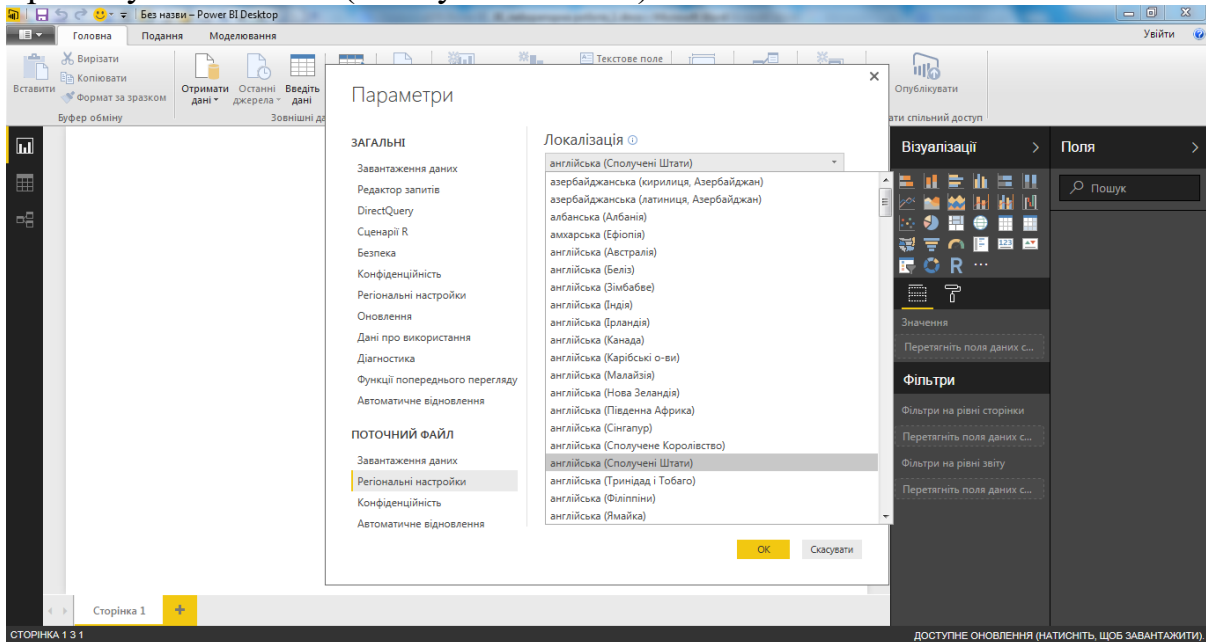 Без назви – Power BI Desktop
Головна Подання Моделювання
Увійти
Вставити
Вирізати
Копіювати
Формат за зразком
Буфер обміну
Отримати дані
Останні джерела
Введіть дані
Зовнішні да
Текстове поле
Опублікувати
ати спільний доступ
Параметри
ЗАГАЛЬНІ
Завантаження даних
Редактор запитів
DirectQuery
Сценарії R
Безпека
Конфіденційність
Регіональні настройки
Оновлення
Дані про використання
Діагностика
Функції попереднього перегляду
Автоматичне відновлення
ПОТОЧНИЙ ФАЙЛ
Завантаження даних
Регіональні настройки
Конфіденційність
Автоматичне відновлення
Локалізація
англійська (Сполучені Штати)
азербайджанська (кирилиця, Азербайджан)
азербайджанська (латиниця, Азербайджан)
албанська (Албанія)
амхарська (Ефіопія)
англійська (Австралія)
англійська (Беліз)
англійська (Зімбабве)
англійська (Індія)
англійська (Ірландія)
англійська (Канада)
англійська (Карібські о-ви)
англійська (Малайзія)
англійська (Нова Зеландія)
англійська (Південна Африка)
англійська (Сінгапур)
англійська (Сполучене Королівство)
англійська (Сполучені Штати)
англійська (Тринідад і Тобаго)
англійська (Філіппіни)
англійська (Ямайка)
ОК Скасувати
Візуалізації
R
123
Значення
Перетягніть поля даних с...
Фільтри
Фільтри на рівні сторінки
Перетягніть поля даних с...
Фільтри на рівні звіту
Перетягніть поля даних с...
Поля
Пошук
Сторінка 1
СТОРІНКА 1 З 1
ДОСТУПНЕ ОНОВЛЕННЯ (НАТИСНІТЬ, ЩОБ ЗАВАНТАЖИТИ).